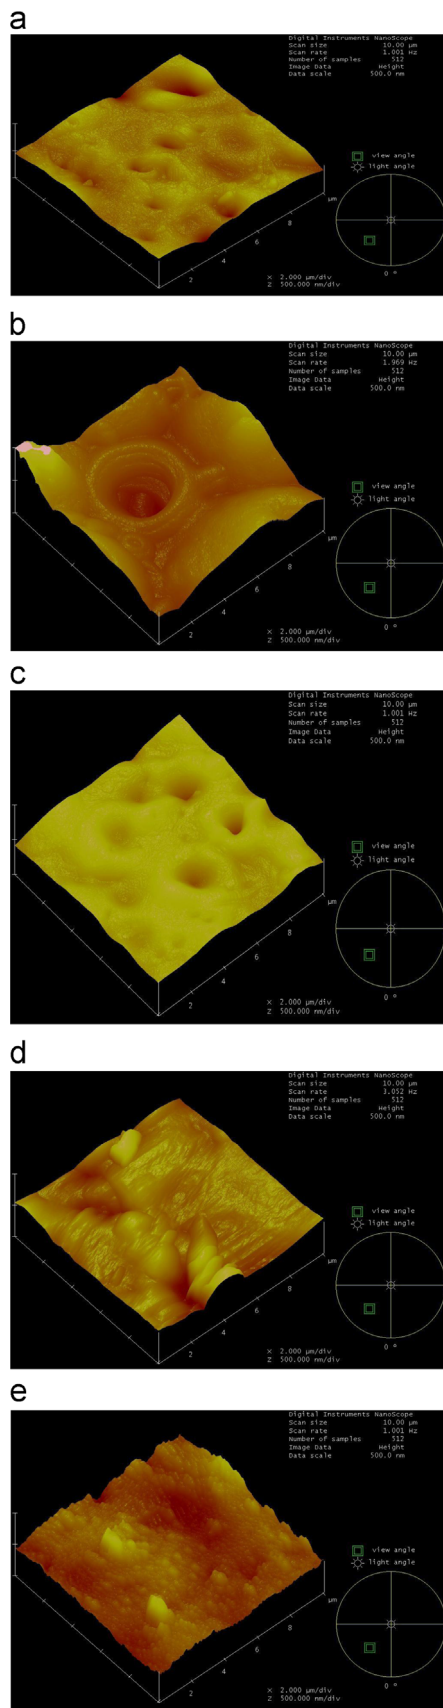 a
Digital Instruments NanoScope
Scan size 10.00 µm
Scan rate 1.001 Hz
Number of samples 512
Image Data Height
Data scale 500.0 nm
view angle
light angle
0 °
µm
8
6
4
2
X 2.000 µm/div
Z 500.000 nm/div
b
Digital Instruments NanoScope
Scan size 10.00 µm
Scan rate 1.969 Hz
Number of samples 512
Image Data Height
Data scale 500.0 nm
view angle
light angle
0 °
µm
8
6
4
2
X 2.000 µm/div
Z 500.000 nm/div
c
Digital Instruments NanoScope
Scan size 10.00 µm
Scan rate 1.001 Hz
Number of samples 512
Image Data Height
Data scale 500.0 nm
view angle
light angle
0 °
µm
8
6
4
2
X 2.000 µm/div
Z 500.000 nm/div
d
Digital Instruments NanoScope
Scan size 10.00 µm
Scan rate 3.052 Hz
Number of samples 512
Image Data Height
Data scale 500.0 nm
view angle
light angle
0 °
µm
8
6
4
2
X 2.000 µm/div
Z 500.000 nm/div
e
Digital Instruments NanoScope
Scan size 10.00 µm
Scan rate 1.001 Hz
Number of samples 512
Image Data Height
Data scale 500.0 nm
view angle
light angle
0 °
µm
8
6
4
2
X 2.000 µm/div
Z 500.000 nm/div